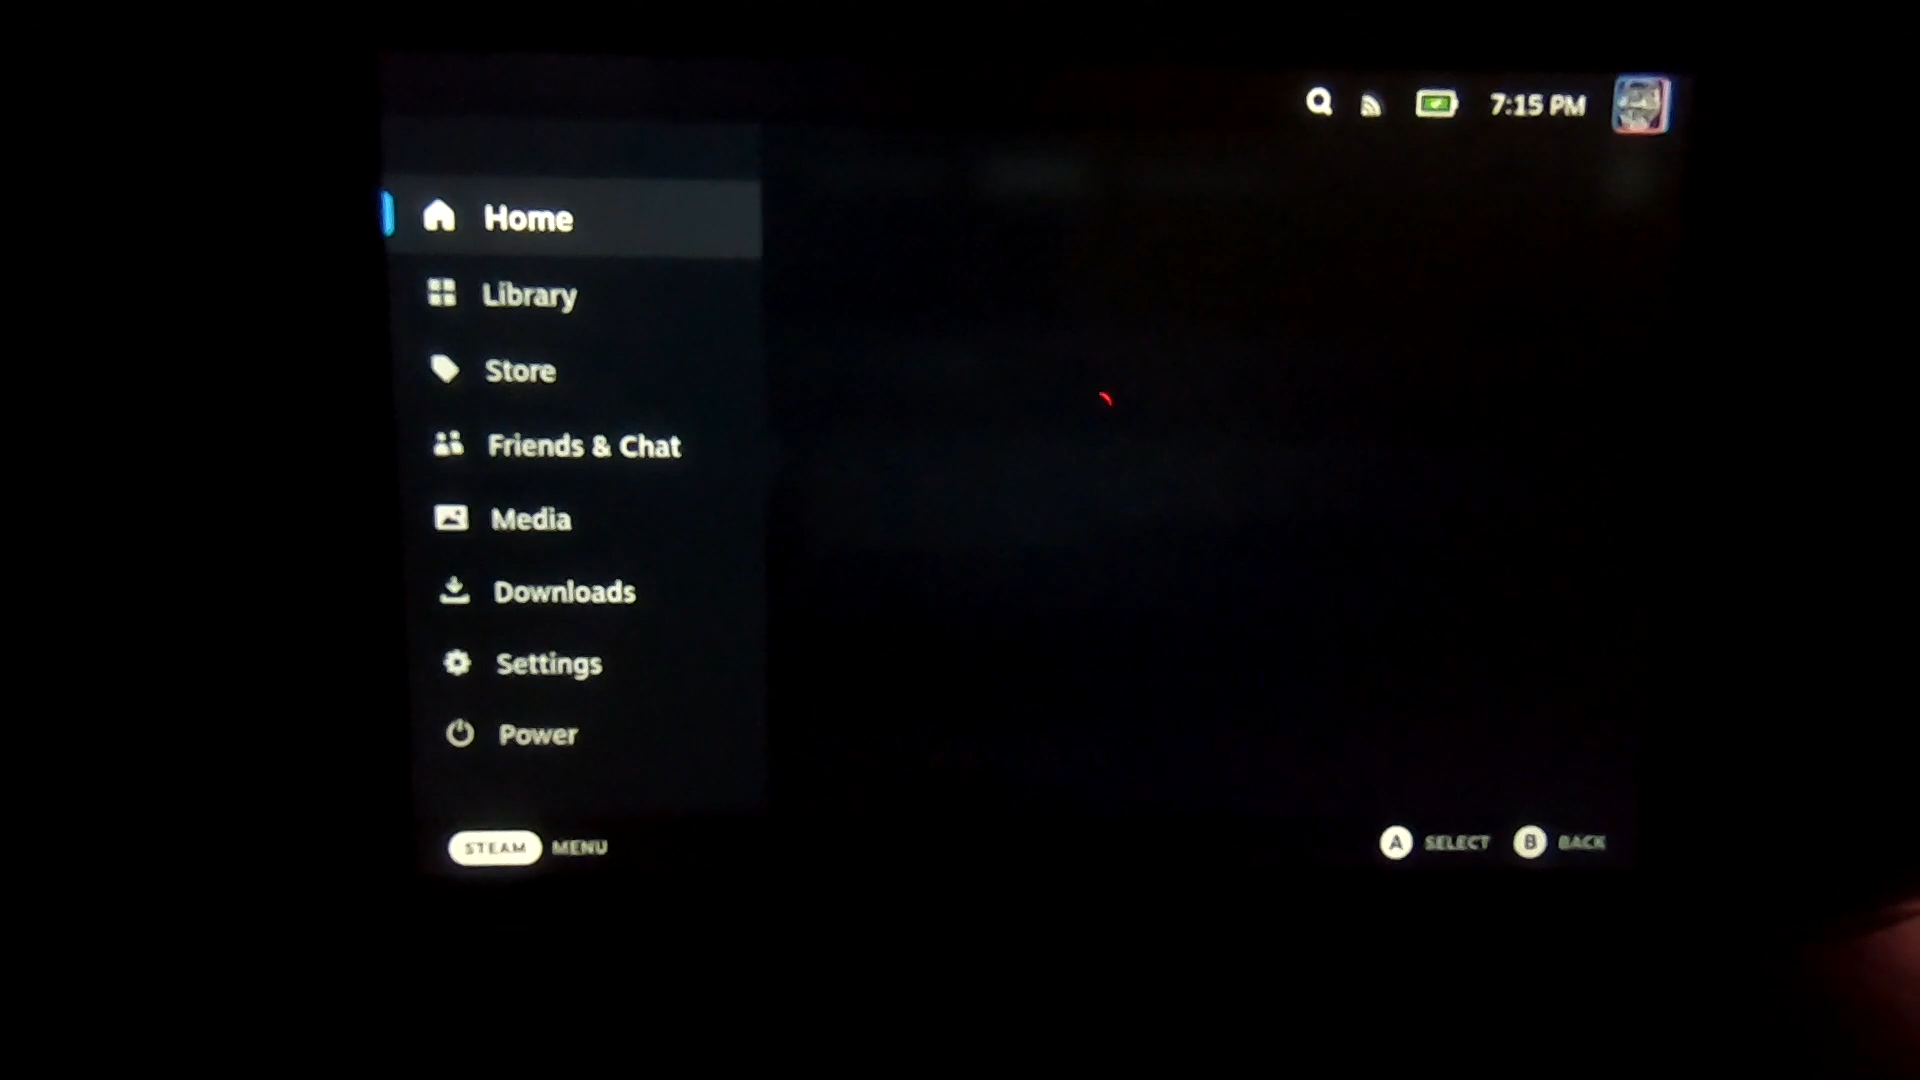 7:15 PM
Home
Library
Store
Friends & Chat
Media
Downloads
Settings
Power
STEAM MENU
A SELECT B BACK